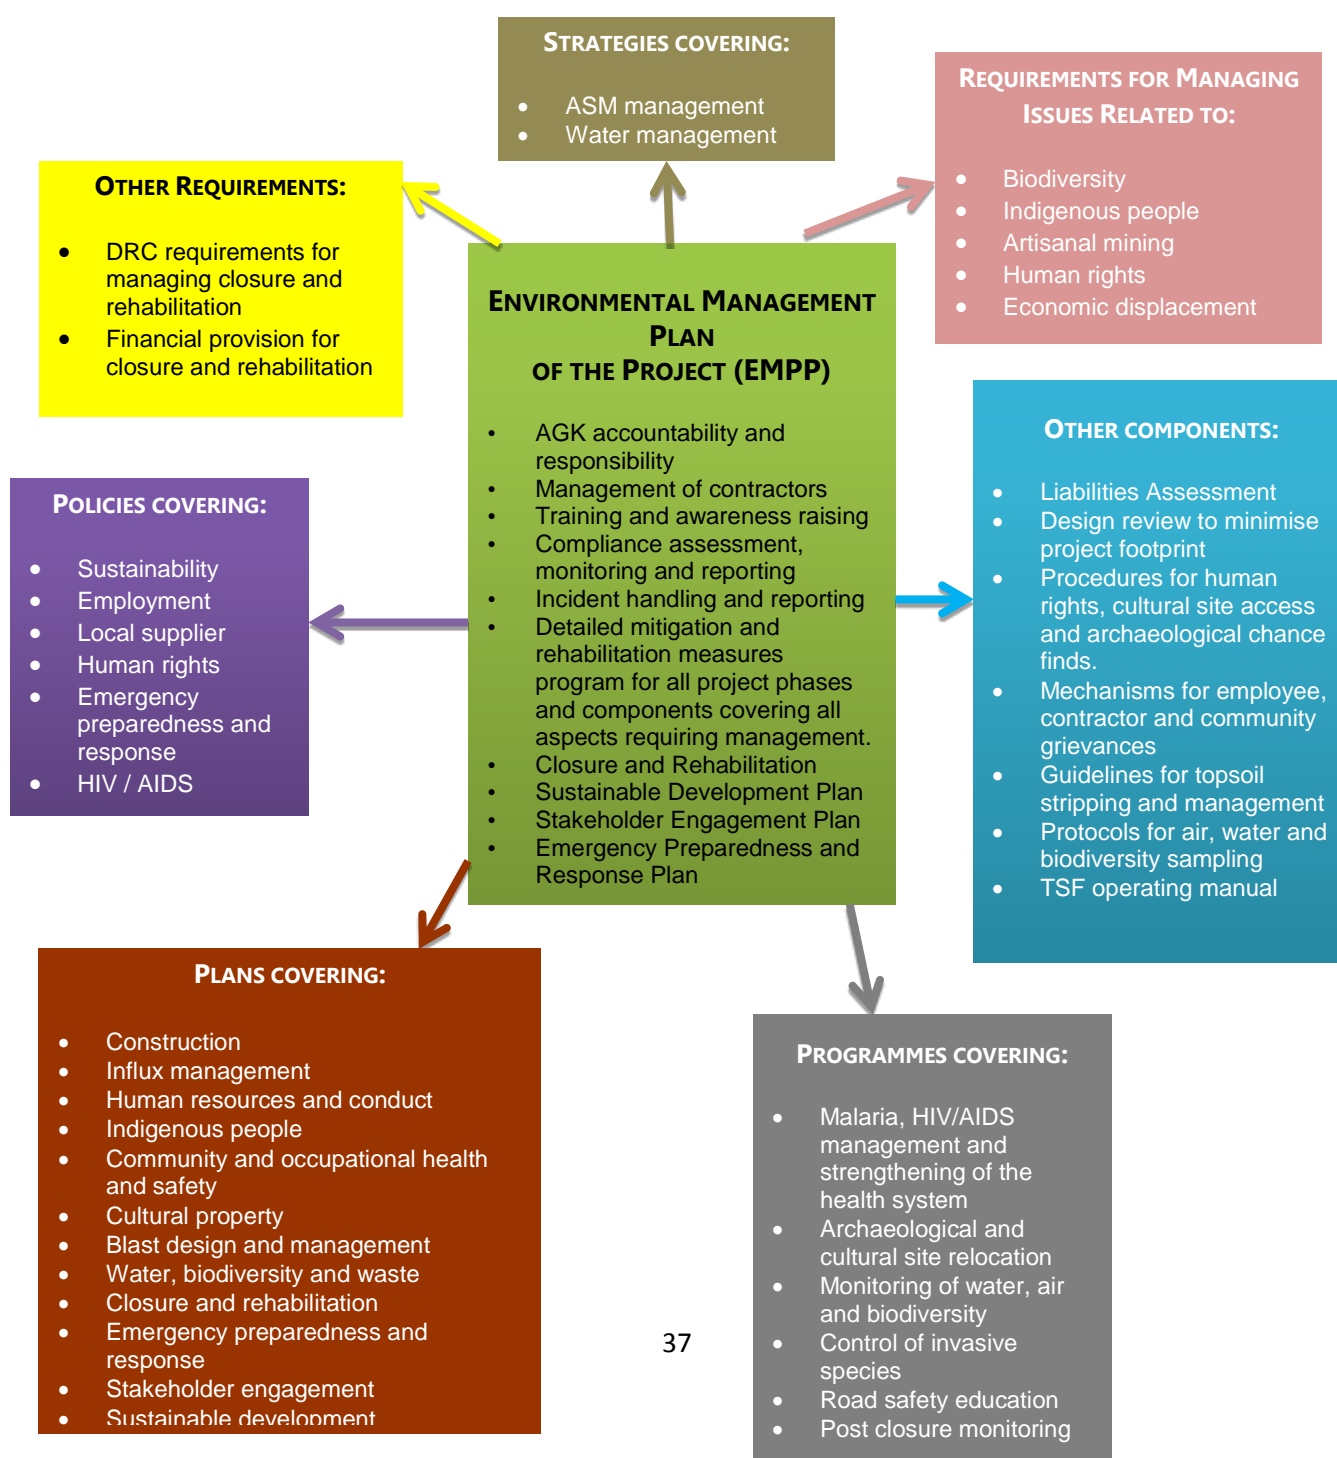 STRATEGIES COVERING:
• ASM management
• Water management
REQUIREMENTS FOR MANAGING
ISSUES RELATED TO:
• Biodiversity
• Indigenous people
• Artisanal mining
• Human rights
• Economic displacement
OTHER REQUIREMENTS:
• DRC requirements for
managing closure and
rehabilitation
• Financial provision for
closure and rehabilitation
ENVIRONMENTAL MANAGEMENT
PLAN
OF THE PROJECT (EMPP)
• AGK accountability and
responsibility
• Management of contractors
• Training and awareness raising
• Compliance assessment,
monitoring and reporting
• Incident handling and reporting
• Detailed mitigation and
rehabilitation measures
program for all project phases
and components covering all
aspects requiring management.
• Closure and Rehabilitation
• Sustainable Development Plan
• Stakeholder Engagement Plan
• Emergency Preparedness and
Response Plan
OTHER COMPONENTS:
• Liabilities Assessment
• Design review to minimise
project footprint
• Procedures for human
rights, cultural site access
and archaeological chance
finds.
• Mechanisms for employee,
contractor and community
grievances
• Guidelines for topsoil
stripping and management
• Protocols for air, water and
biodiversity sampling
• TSF operating manual
POLICIES COVERING:
• Sustainability
• Employment
• Local supplier
• Human rights
• Emergency
preparedness and
response
• HIV / AIDS
PLANS COVERING:
• Construction
• Influx management
• Human resources and conduct
• Indigenous people
• Community and occupational health
and safety
• Cultural property
• Blast design and management
• Water, biodiversity and waste
• Closure and rehabilitation
• Emergency preparedness and
response
• Stakeholder engagement
• Sustainable development
PROGRAMMES COVERING:
• Malaria, HIV/AIDS
management and
strengthening of the
health system
• Archaeological and
cultural site relocation
• Monitoring of water, air
and biodiversity
• Control of invasive
species
• Road safety education
• Post closure monitoring
37